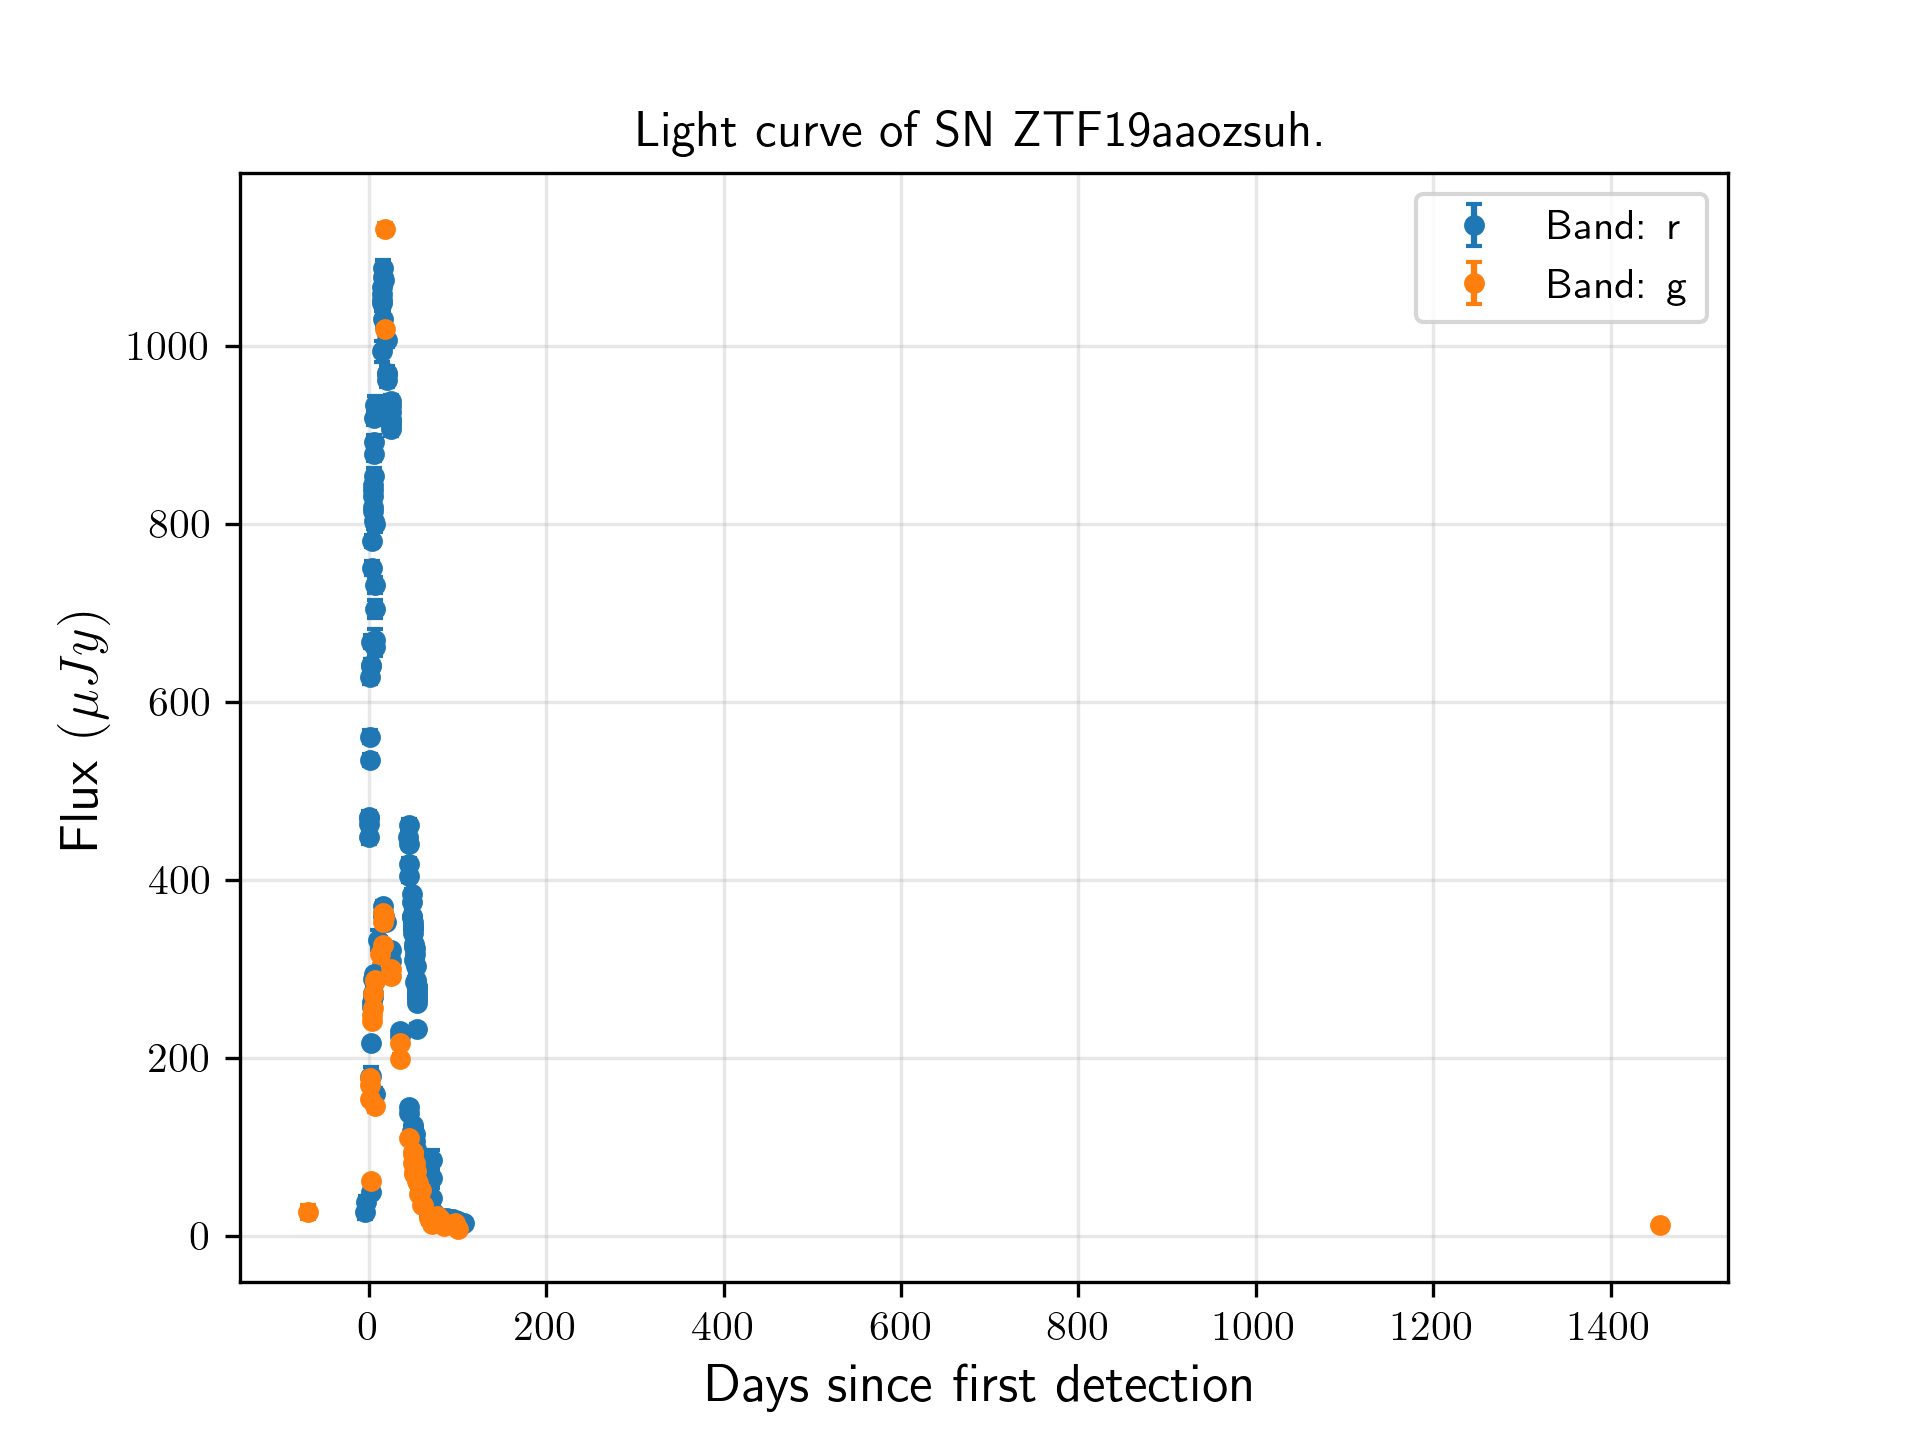 Light curve of SN ZTF19aaozsuh.
Band: r
Band: g
Flux (μJy)
1000
800
600
400
200
0
0 200 400 600 800 1000 1200 1400
Days since first detection